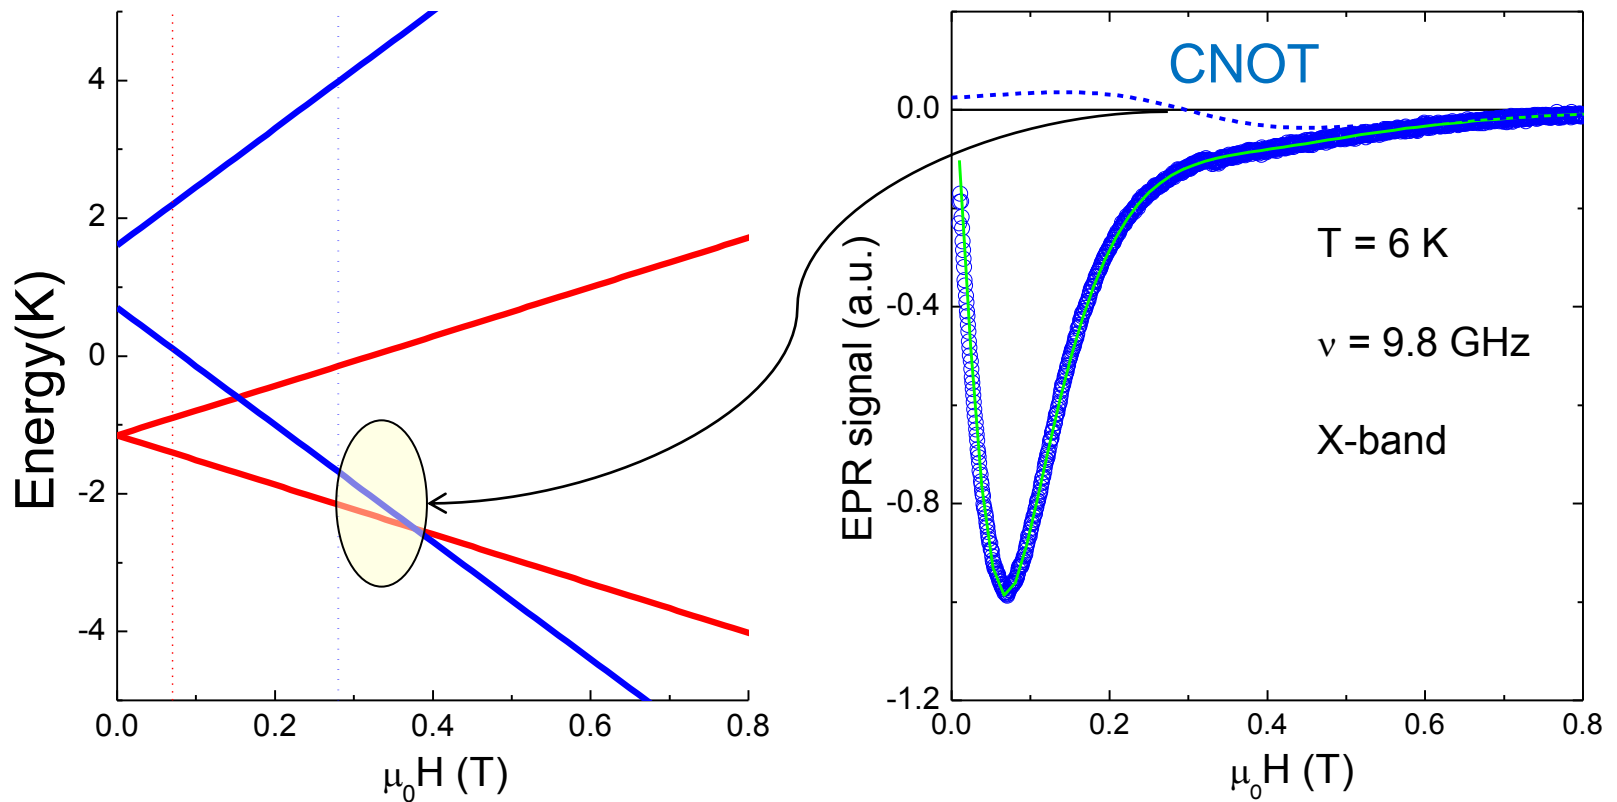 Energy(K)
4
2
0
-2
-4
0.0 0.2 0.4 0.6 0.8
μ₀H (T)
CNOT
EPR signal (a.u.)
0.0
-0.4
-0.8
-1.2
T = 6 K
ν = 9.8 GHz
X-band
0.0 0.2 0.4 0.6 0.8
μ₀H (T)